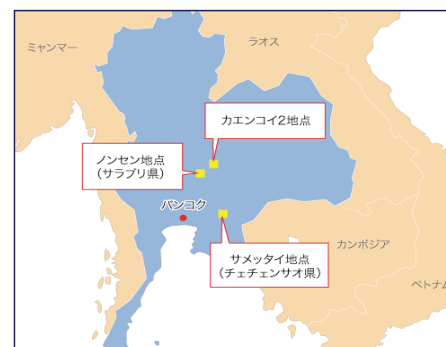 ミャンマー
ラオス
カエンコイ2地点
ノンセン地点
(サラブリ県)
バンコク
サメッタイ地点
(チェチェンサオ県)
カンボジア
ベトナム